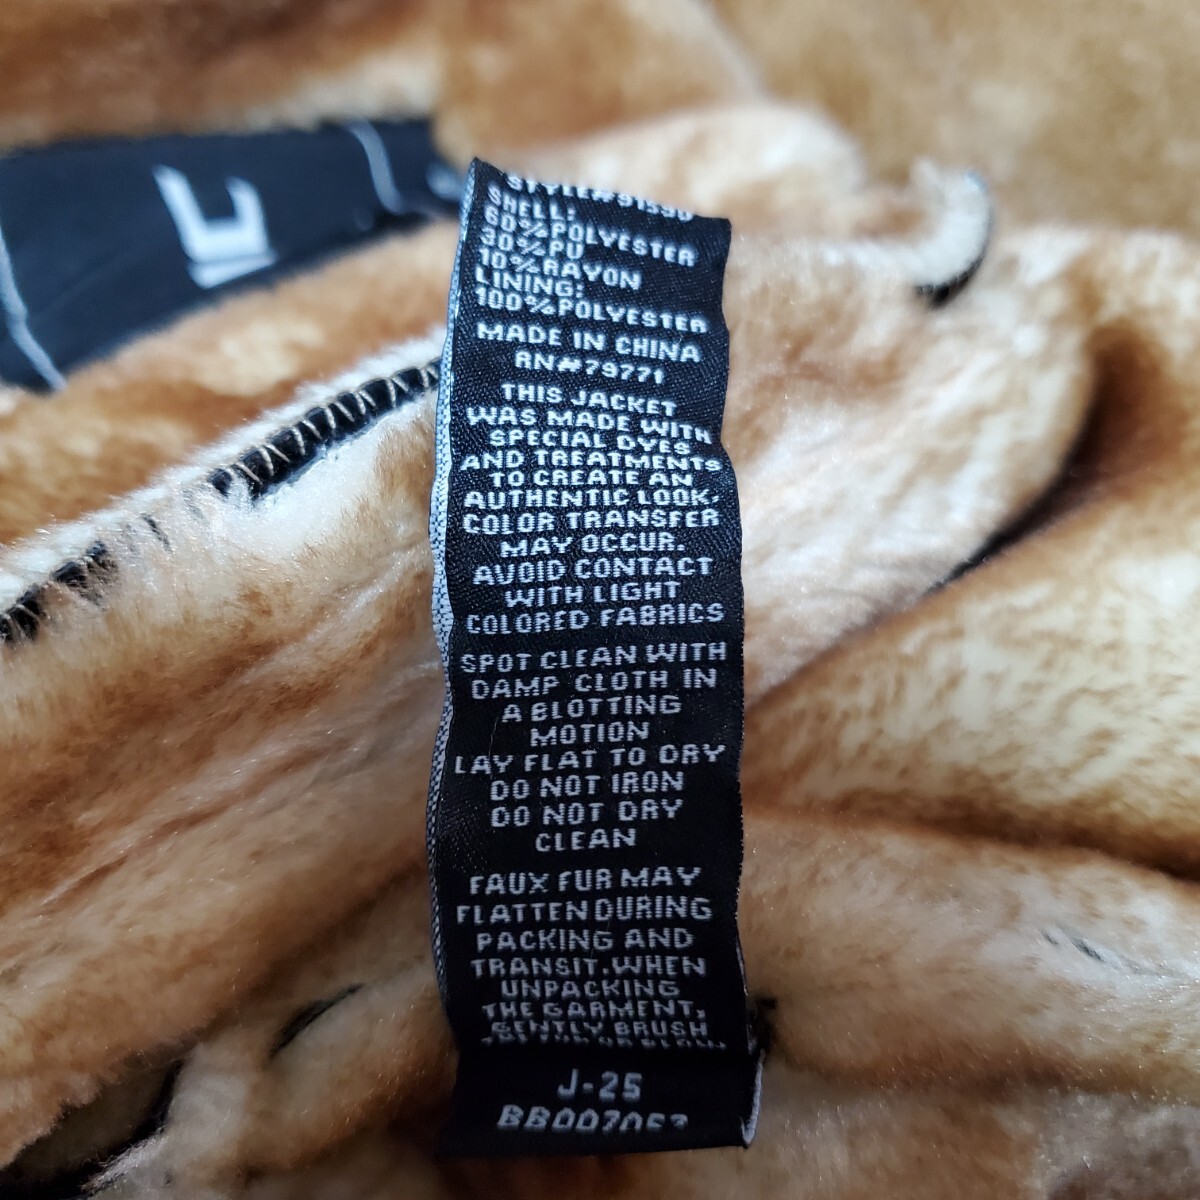 SHELL:
60%POLYESTER
30%PU
10%RAYON
LINING:
100%POLYESTER
MADE IN CHINA
RN#79771
THIS JACKET
WAS MADE WITH
SPECIAL DYES
AND TREATMENTS
TO CREATE AN
AUTHENTIC LOOK.
COLOR TRANSFER
MAY OCCUR.
AVOID CONTACT
WITH LIGHT
COLORED FABRICS
SPOT CLEAN WITH
DAMP CLOTH IN
A BLOTTING
MOTION
LAY FLAT TO DRY
DO NOT IRON
DO NOT DRY
CLEAN
FAUX FUR MAY
FLATTEN DURING
PACKING AND
TRANSIT.WHEN
UNPACKING
THE GARMENT,
GENTLY BRUSH
J-25